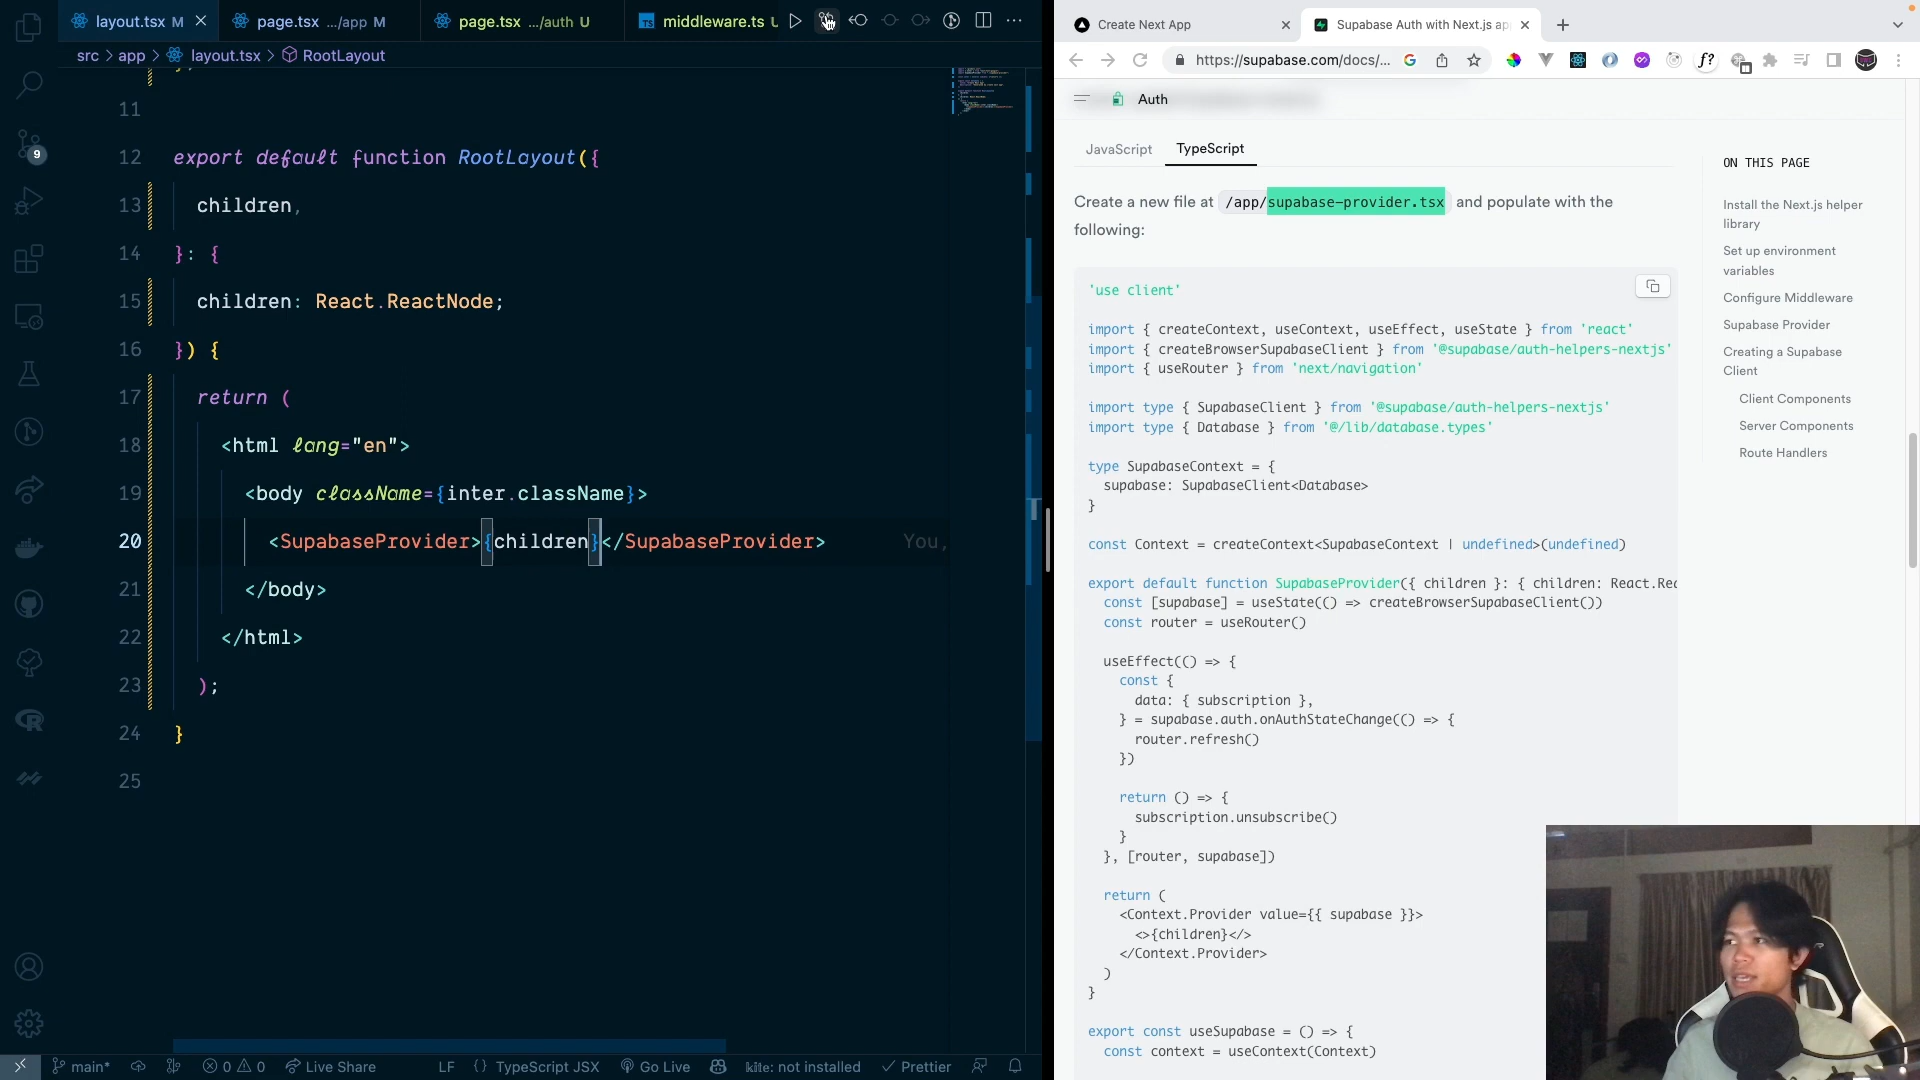 layout.tsx M
page.tsx .../app M
page.tsx .../auth U
middleware.ts U
src > app > layout.tsx > RootLayout
11
12 export default function RootLayout({
13 children,
14 }: {
15 children: React.ReactNode;
16 }) {
17 return (
18 <html lang="en">
19 <body className={inter.className}>
20 <SupabaseProvider>{children}</SupabaseProvider> You,
21 </body>
22 </html>
23 );
24 }
25
9
main* 0 0 Live Share LF {} TypeScript JSX Go Live kite: not installed Prettier
Create Next App
Supabase Auth with Next.js ap
https://supabase.com/docs/...
f?
Auth
JavaScript TypeScript
Create a new file at /app/supabase-provider.tsx and populate with the
following:
'use client'
import { createContext, useContext, useEffect, useState } from 'react'
import { createBrowserSupabaseClient } from '@supabase/auth-helpers-nextjs'
import { useRouter } from 'next/navigation'
import type { SupabaseClient } from '@supabase/auth-helpers-nextjs'
import type { Database } from '@/lib/database.types'
type SupabaseContext = {
supabase: SupabaseClient<Database>
}
const Context = createContext<SupabaseContext | undefined>(undefined)
export default function SupabaseProvider({ children }: { children: React.Rea
const [supabase] = useState(() => createBrowserSupabaseClient())
const router = useRouter()
useEffect(() => {
const {
data: { subscription },
} = supabase.auth.onAuthStateChange(() => {
router.refresh()
})
return () => {
subscription.unsubscribe()
}
}, [router, supabase])
return (
<Context.Provider value={{ supabase }}>
<>{children}</>
</Context.Provider>
)
}
export const useSupabase = () => {
const context = useContext(Context)
ON THIS PAGE
Install the Next.js helper
library
Set up environment
variables
Configure Middleware
Supabase Provider
Creating a Supabase
Client
Client Components
Server Components
Route Handlers